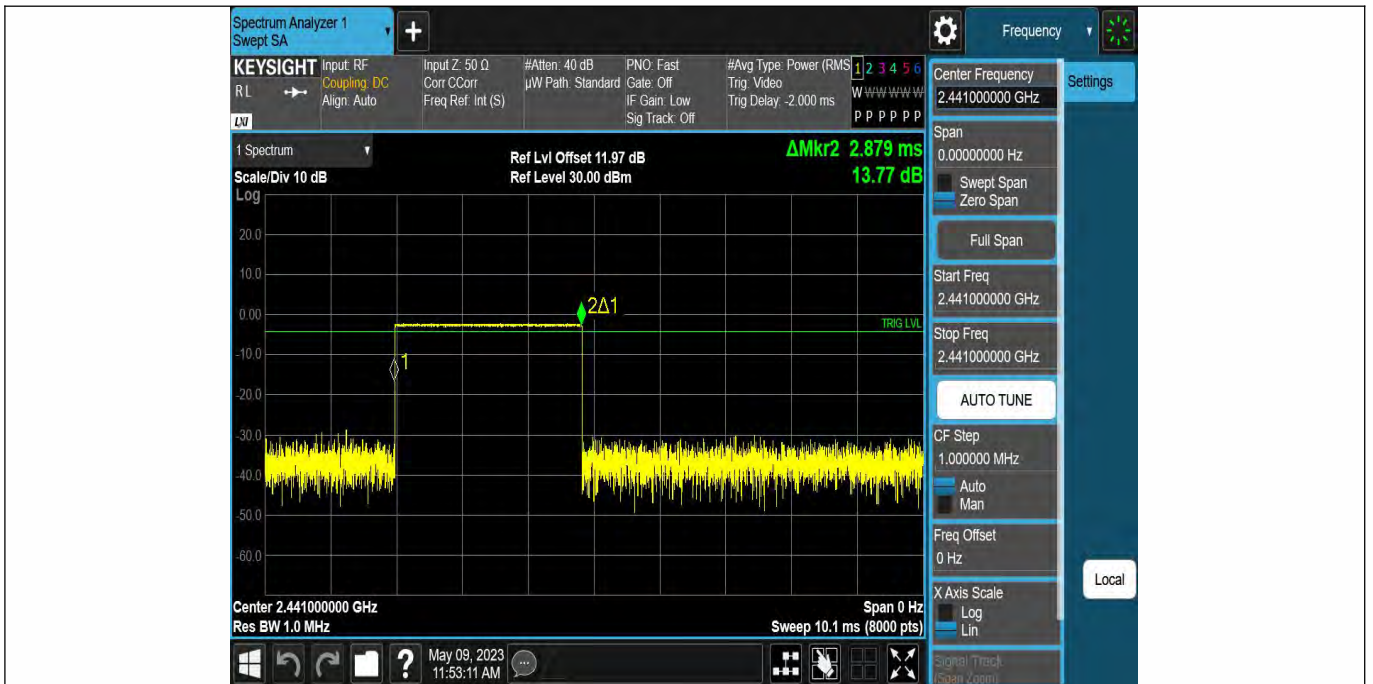 Spectrum Analyzer 1
Swept SA
Frequency
KEYSIGHT
RL
LXI
Input: RF
Coupling: DC
Align: Auto
Input Z: 50 Ω
Corr CCorr
Freq Ref: Int (S)
#Atten: 40 dB
µW Path: Standard
PNO: Fast
Gate: Off
IF Gain: Low
Sig Track: Off
#Avg Type: Power (RMS
Trig: Video
Trig Delay: -2.000 ms
1 2 3 4 5 6
W W W W W W
P P P P P P
1 Spectrum
Scale/Div 10 dB
Log
Ref Lvl Offset 11.97 dB
Ref Level 30.00 dBm
ΔMkr2 2.879 ms
13.77 dB
20.0
10.0
0.00
-10.0
-20.0
-30.0
-40.0
-50.0
-60.0
2Δ1
1
TRIG LVL
Center 2.441000000 GHz
Res BW 1.0 MHz
Span 0 Hz
Sweep 10.1 ms (8000 pts)
?
May 09, 2023
11:53:11 AM
Center Frequency
2.441000000 GHz
Span
0.00000000 Hz
Swept Span
Zero Span
Full Span
Start Freq
2.441000000 GHz
Stop Freq
2.441000000 GHz
AUTO TUNE
CF Step
1.000000 MHz
Auto
Man
Freq Offset
0 Hz
X Axis Scale
Log
Lin
Signal Track
(Span Zoom)
Settings
Local